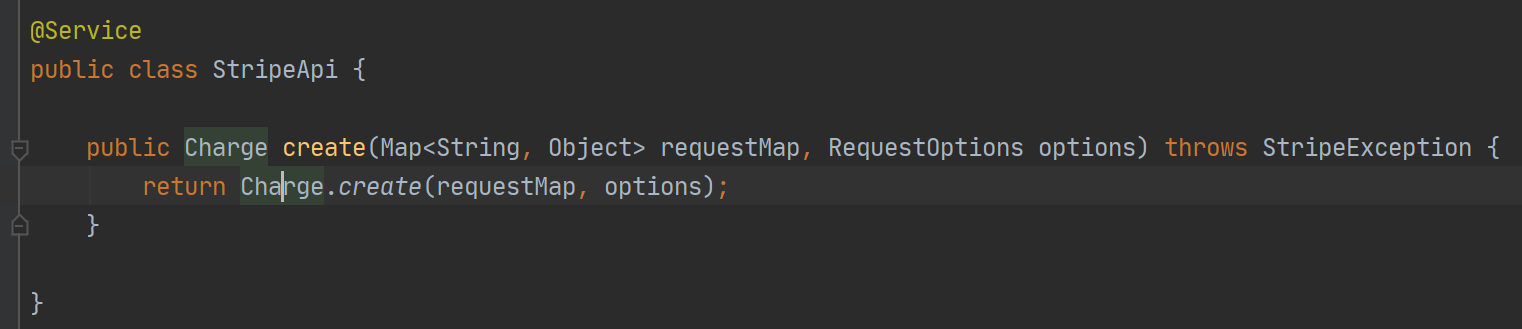 @Service
public class StripeApi {
public Charge create(Map<String, Object> requestMap, RequestOptions options) throws StripeException {
return Charge.create(requestMap, options);
}
}